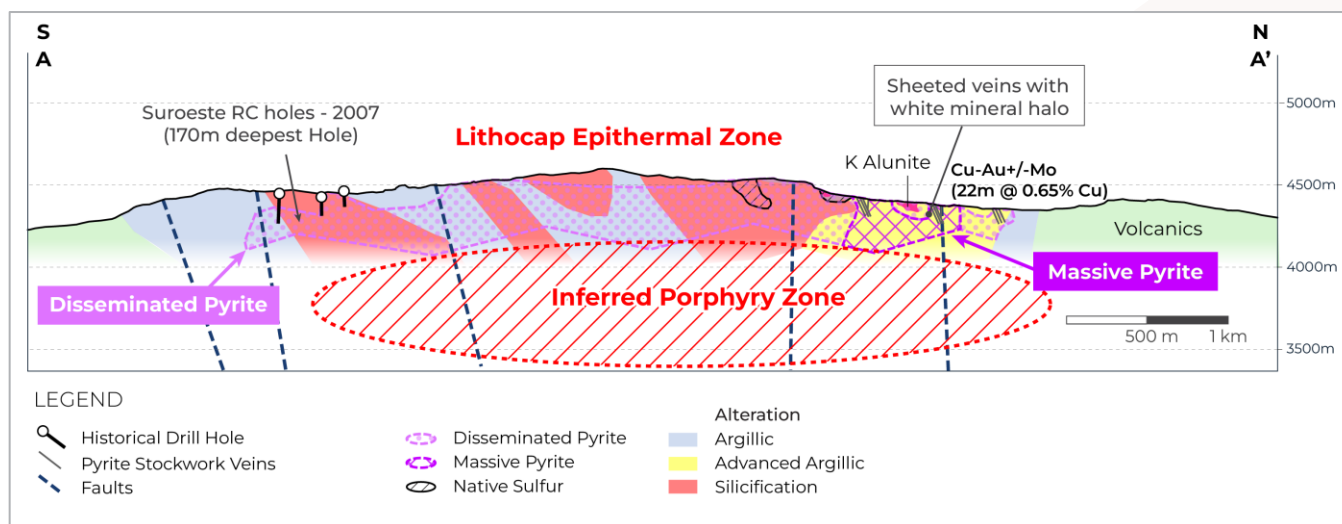 S
A
N
A'
Suroeste RC holes - 2007
(170m deepest Hole)
Lithocap Epithermal Zone
Sheeted veins with
white mineral halo
K Alunite
Cu-Au+/-Mo
(22m @ 0.65% Cu)
5000m
4500m
4000m
3500m
Volcanics
Disseminated Pyrite
Inferred Porphyry Zone
Massive Pyrite
500 m
1 km
LEGEND
Historical Drill Hole
Pyrite Stockwork Veins
Faults
Disseminated Pyrite
Massive Pyrite
Native Sulfur
Alteration
Argillic
Advanced Argillic
Silicification